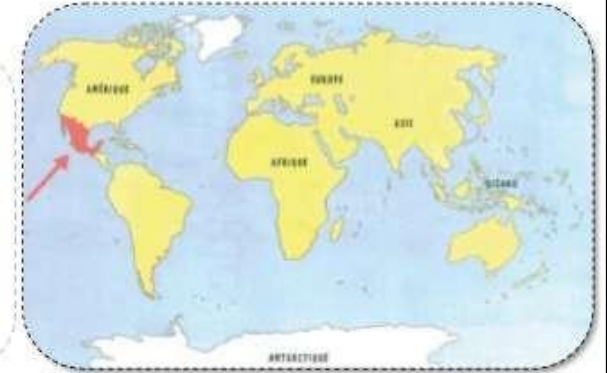 AMÉRIQUE
EUROPE
ASIE
AFRIQUE
OCÉANIE
ANTARCTIQUE